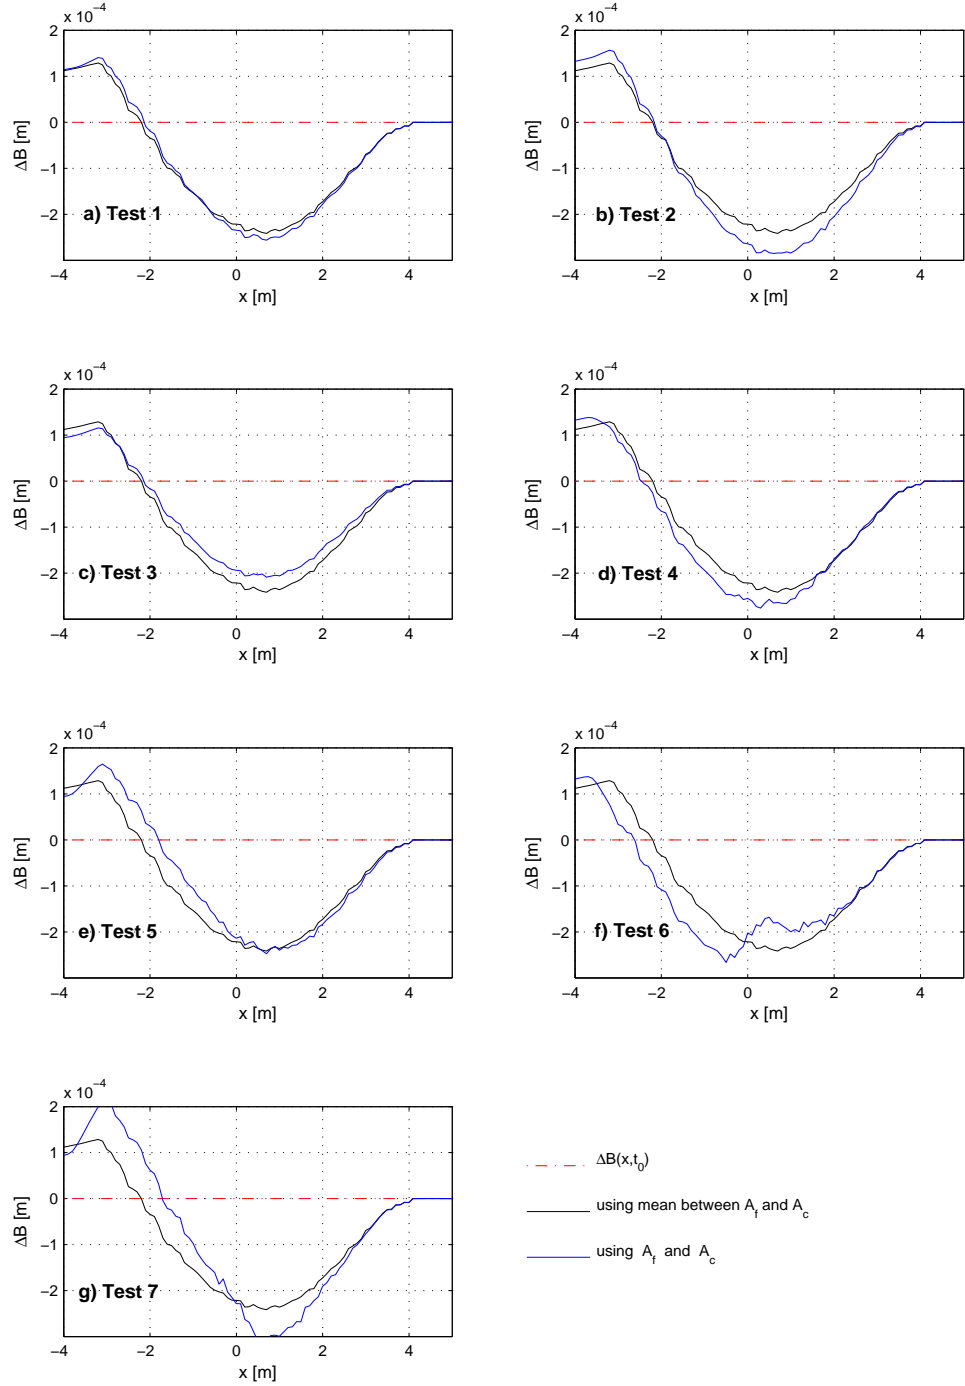 x 10⁻⁴
2
1
0
−1
−2
ΔB [m]
a) Test 1
−4 −2 0 2 4
x [m]
x 10⁻⁴
2
1
0
−1
−2
ΔB [m]
b) Test 2
−4 −2 0 2 4
x [m]
x 10⁻⁴
2
1
0
−1
−2
ΔB [m]
c) Test 3
−4 −2 0 2 4
x [m]
x 10⁻⁴
2
1
0
−1
−2
ΔB [m]
d) Test 4
−4 −2 0 2 4
x [m]
x 10⁻⁴
2
1
0
−1
−2
ΔB [m]
e) Test 5
−4 −2 0 2 4
x [m]
x 10⁻⁴
2
1
0
−1
−2
ΔB [m]
f) Test 6
−4 −2 0 2 4
x [m]
x 10⁻⁴
2
1
0
−1
−2
ΔB [m]
g) Test 7
−4 −2 0 2 4
x [m]
ΔB(x,t₀)
using mean between A_f and A_c
using A_f and A_c